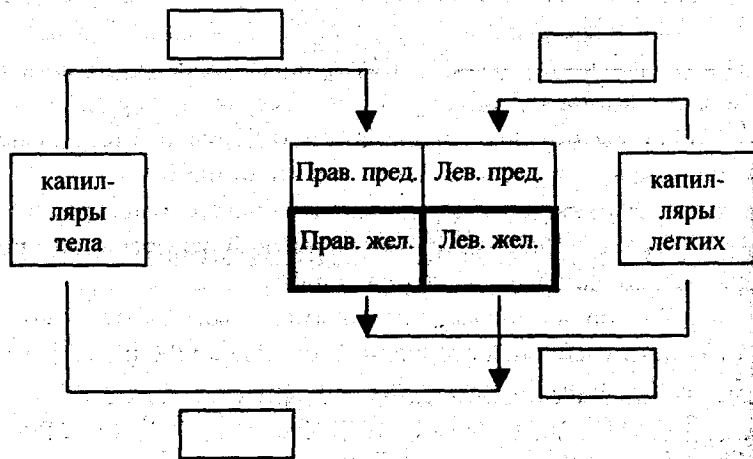 Прав. пред.
Лев. пред.
капил-
ляры
тела
Прав. жел.
Лев. жел.
капил-
ляры
легких